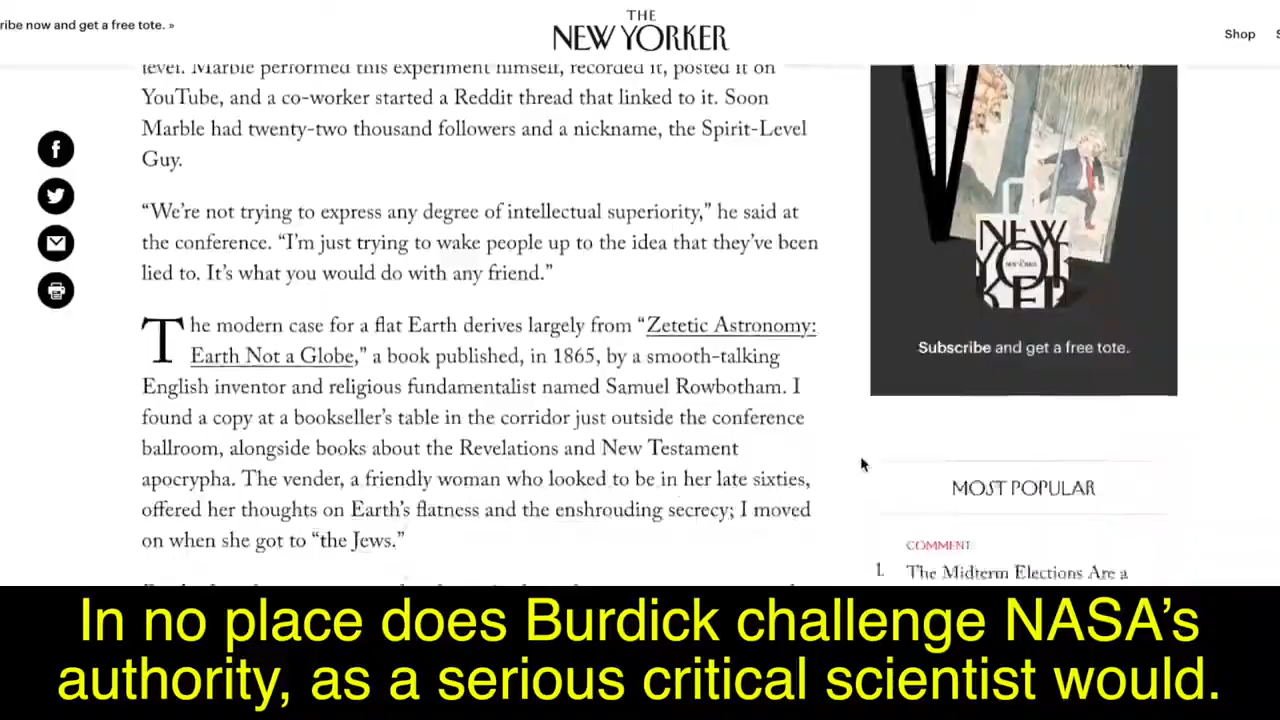 ribe now and get a free tote. »
THE
NEW YORKER
Shop
S
level. Marble performed this experiment himself, recorded it, posted it on
YouTube, and a co-worker started a Reddit thread that linked to it. Soon
Marble had twenty-two thousand followers and a nickname, the Spirit-Level
Guy.
“We’re not trying to express any degree of intellectual superiority,” he said at
the conference. “I’m just trying to wake people up to the idea that they’ve been
lied to. It’s what you would do with any friend.”
The modern case for a flat Earth derives largely from “Zetetic Astronomy:
Earth Not a Globe,” a book published, in 1865, by a smooth-talking
English inventor and religious fundamentalist named Samuel Rowbotham. I
found a copy at a bookseller’s table in the corridor just outside the conference
ballroom, alongside books about the Revelations and New Testament
apocrypha. The vender, a friendly woman who looked to be in her late sixties,
offered her thoughts on Earth’s flatness and the enshrouding secrecy; I moved
on when she got to “the Jews.”
NEW
YOR
KER
Subscribe and get a free tote.
MOST POPULAR
COMMENT
1. The Midterm Elections Are a
In no place does Burdick challenge NASA’s
authority, as a serious critical scientist would.